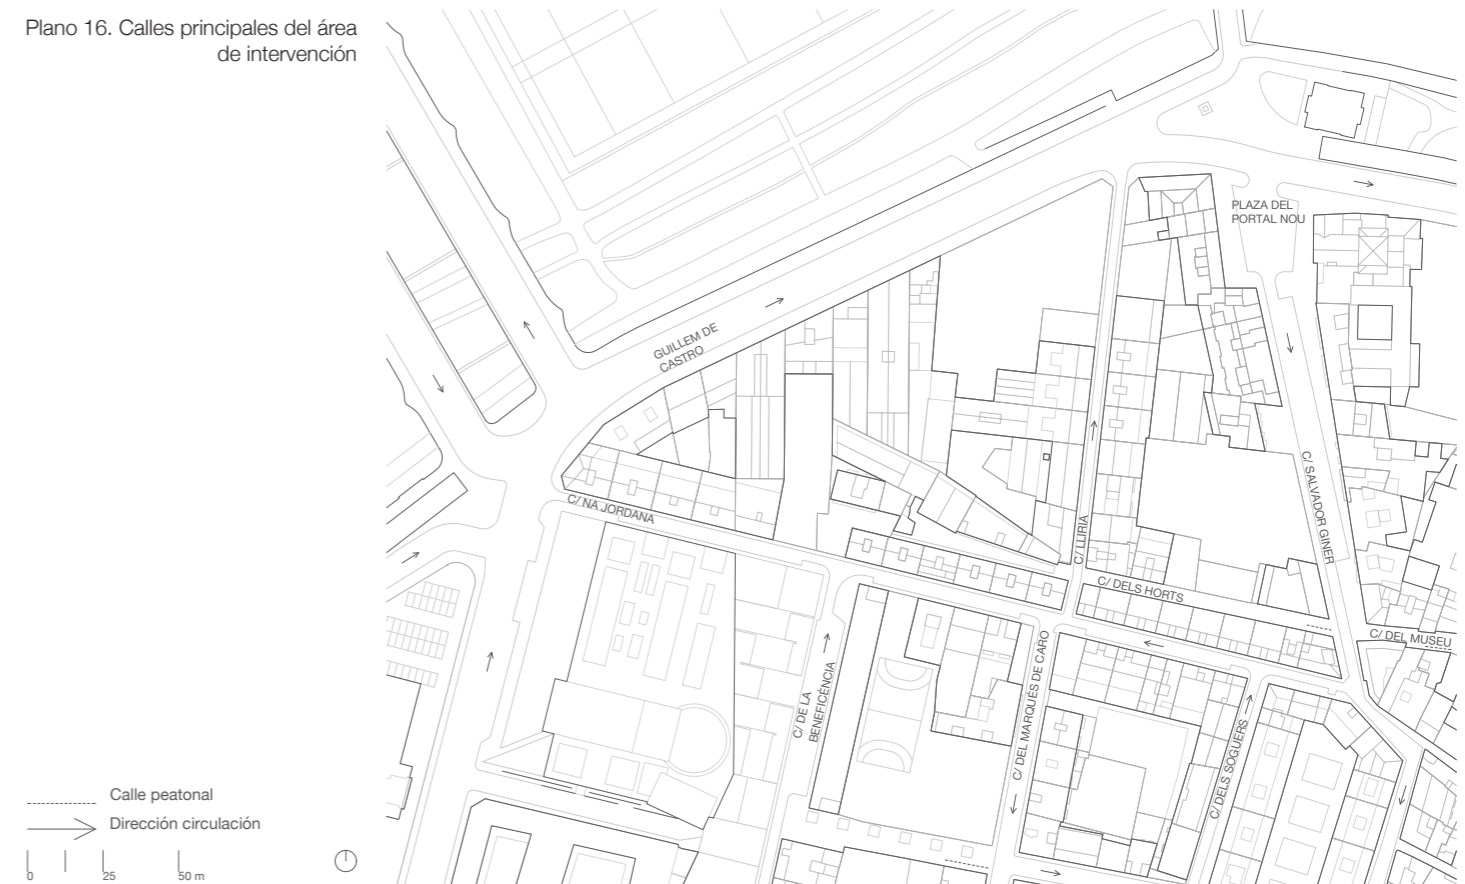 Plano 16. Calles principales del área
de intervención
PLAZA DEL
PORTAL NOU
GUILLEM DE
CASTRO
C/ NA JORDANA
C/ LLIRIA
C/ SALVADOR GINER
C/ DELS HORTS
C/ DEL MUSEU
C/ DE LA
BENEFICÈNCIA
C/ DEL MARQUÉS DE CARO
C/ DELS SOGUERS
Calle peatonal
Dirección circulación
0 25 50 m